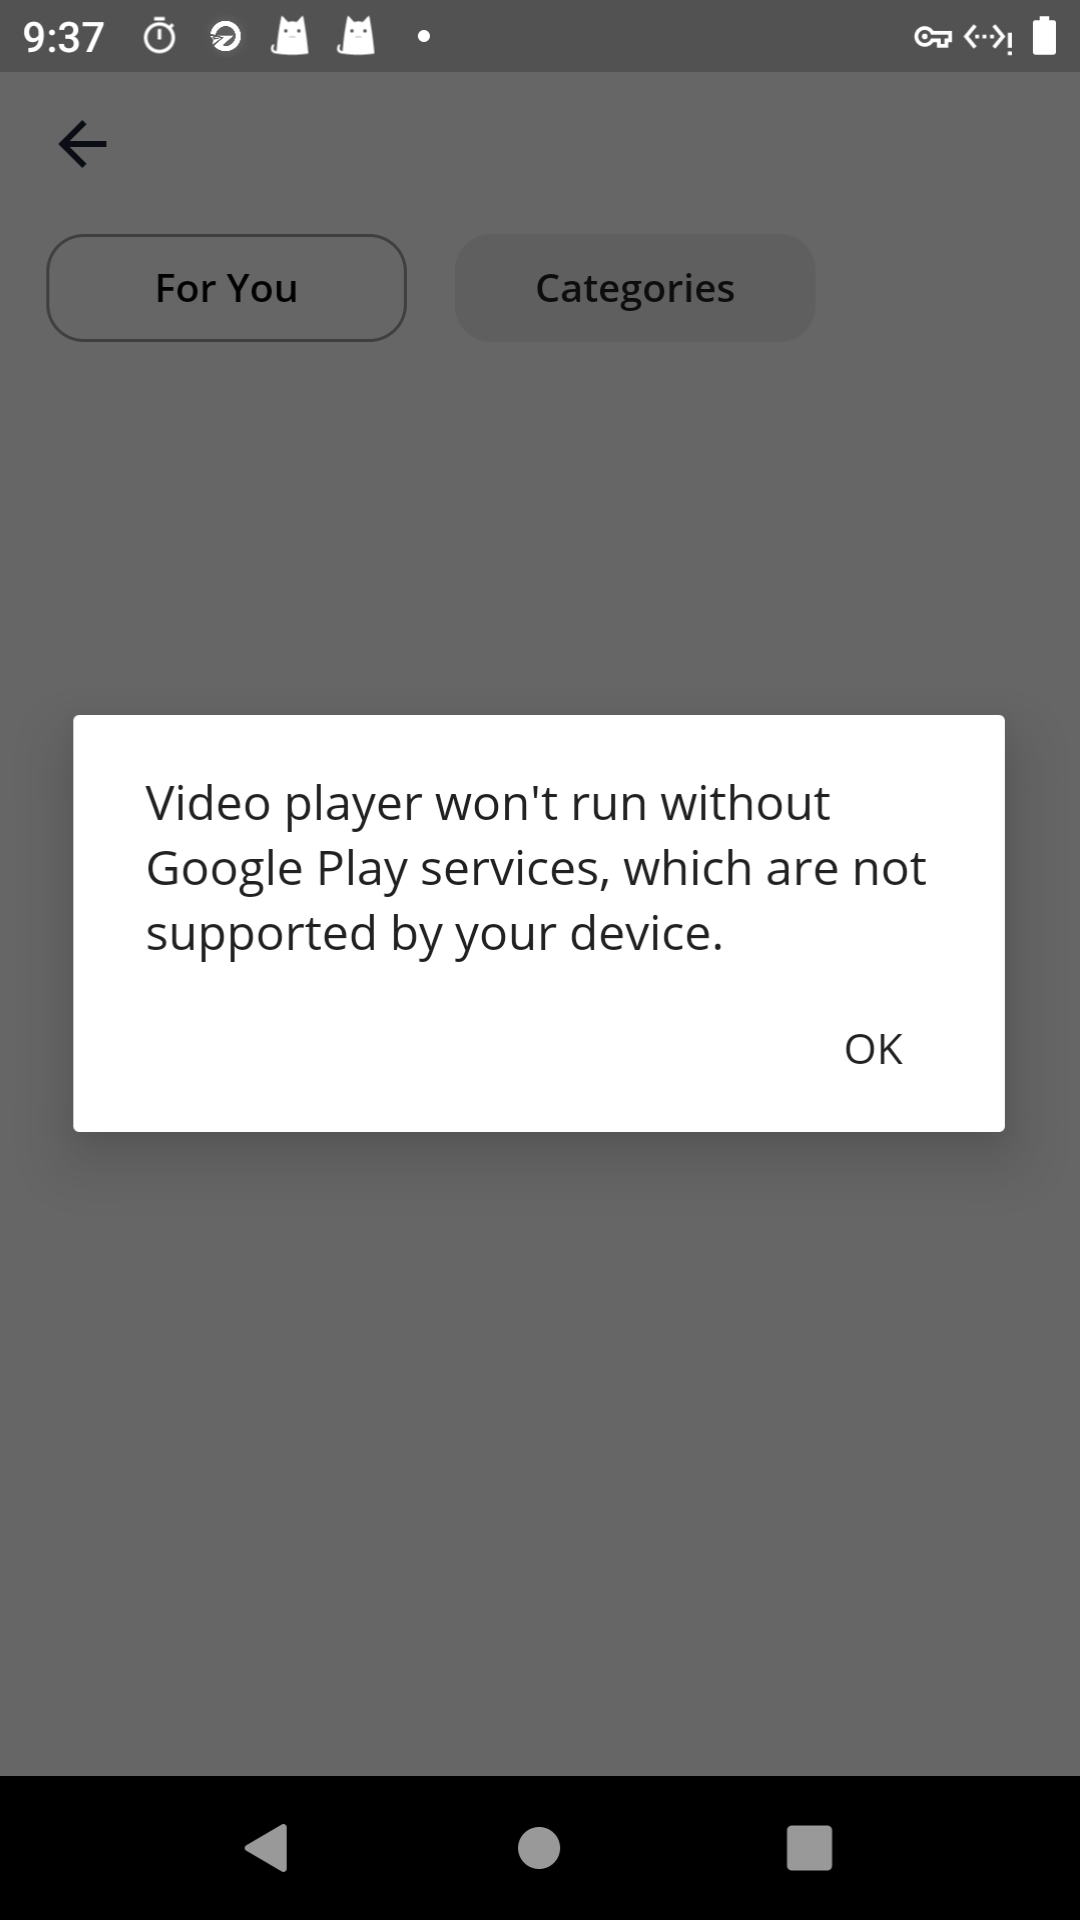 9:37
For You
Categories
Video player won't run without
Google Play services, which are not
supported by your device.
OK